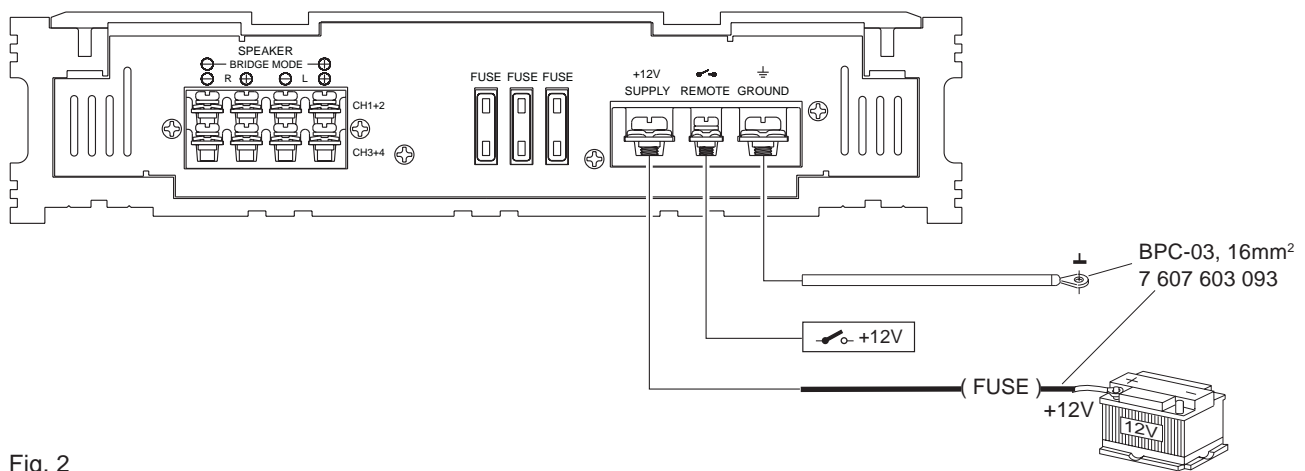 SPEAKER
BRIDGE MODE
R L
CH1+2
CH3+4
FUSE FUSE FUSE
+12V
SUPPLY REMOTE GROUND
BPC-03, 16mm²
7 607 603 093
+12V
( FUSE )
+12V
12V
Fig. 2